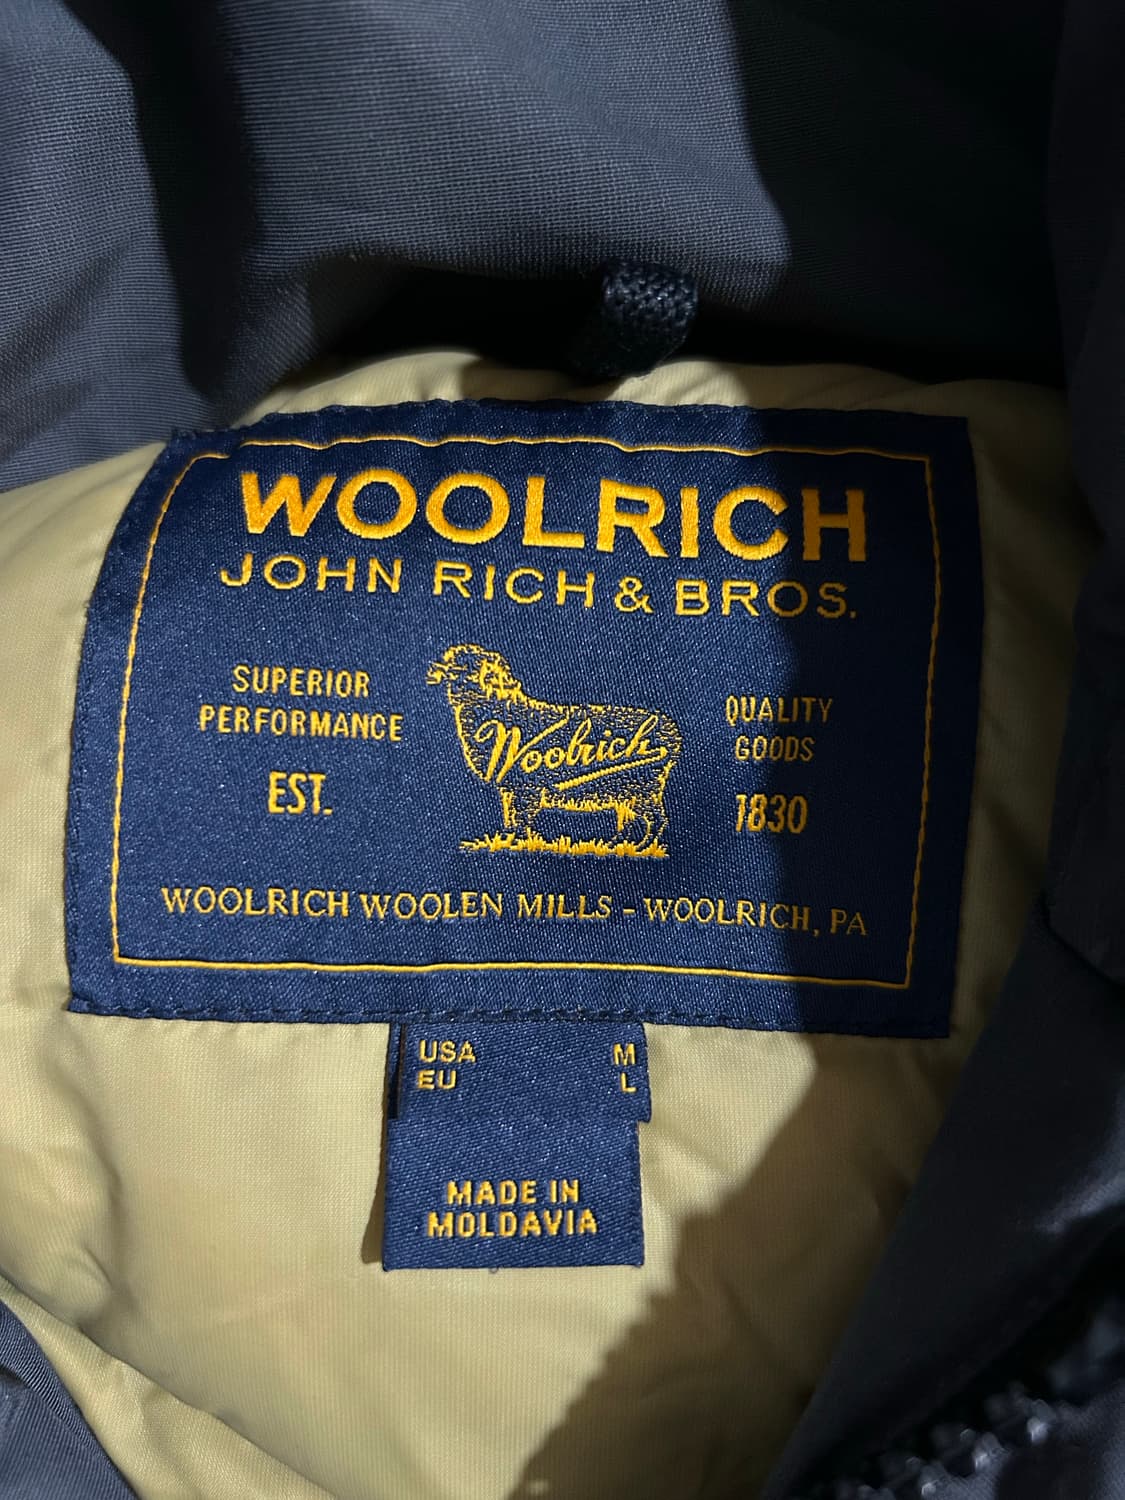 WOOLRICH
JOHN RICH & BROS.
SUPERIOR
PERFORMANCE
EST.
Woolrich
QUALITY
GOODS
1830
WOOLRICH WOOLEN MILLS - WOOLRICH, PA
USA M
EU L
MADE IN
MOLDAVIA